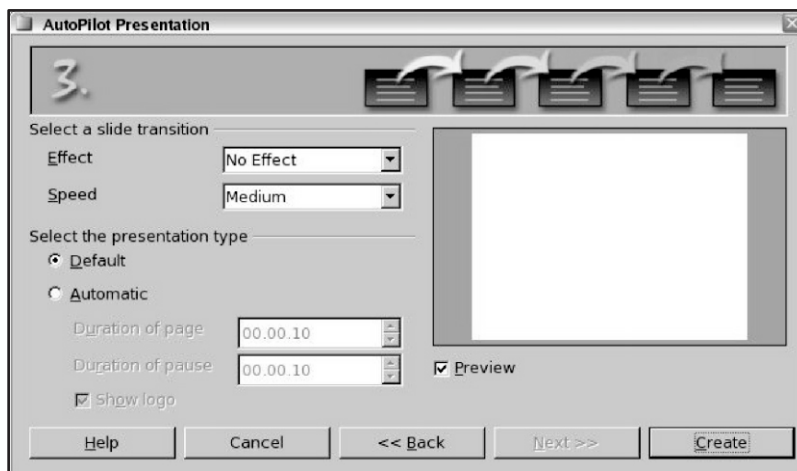 AutoPilot Presentation
3.
Select a slide transition
Effect No Effect
Speed Medium
Select the presentation type
Default
Automatic
Duration of page 00.00.10
Duration of pause 00.00.10
Show logo
Preview
Help Cancel << Back Next >> Create